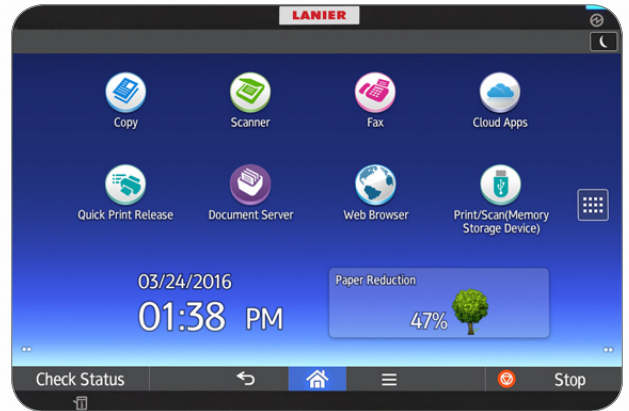 LANIER
Copy
Scanner
Fax
Cloud Apps
Quick Print Release
Document Server
Web Browser
Print/Scan(Memory
Storage Device)
03/24/2016
01:38 PM
Paper Reduction
47%
Check Status
Stop